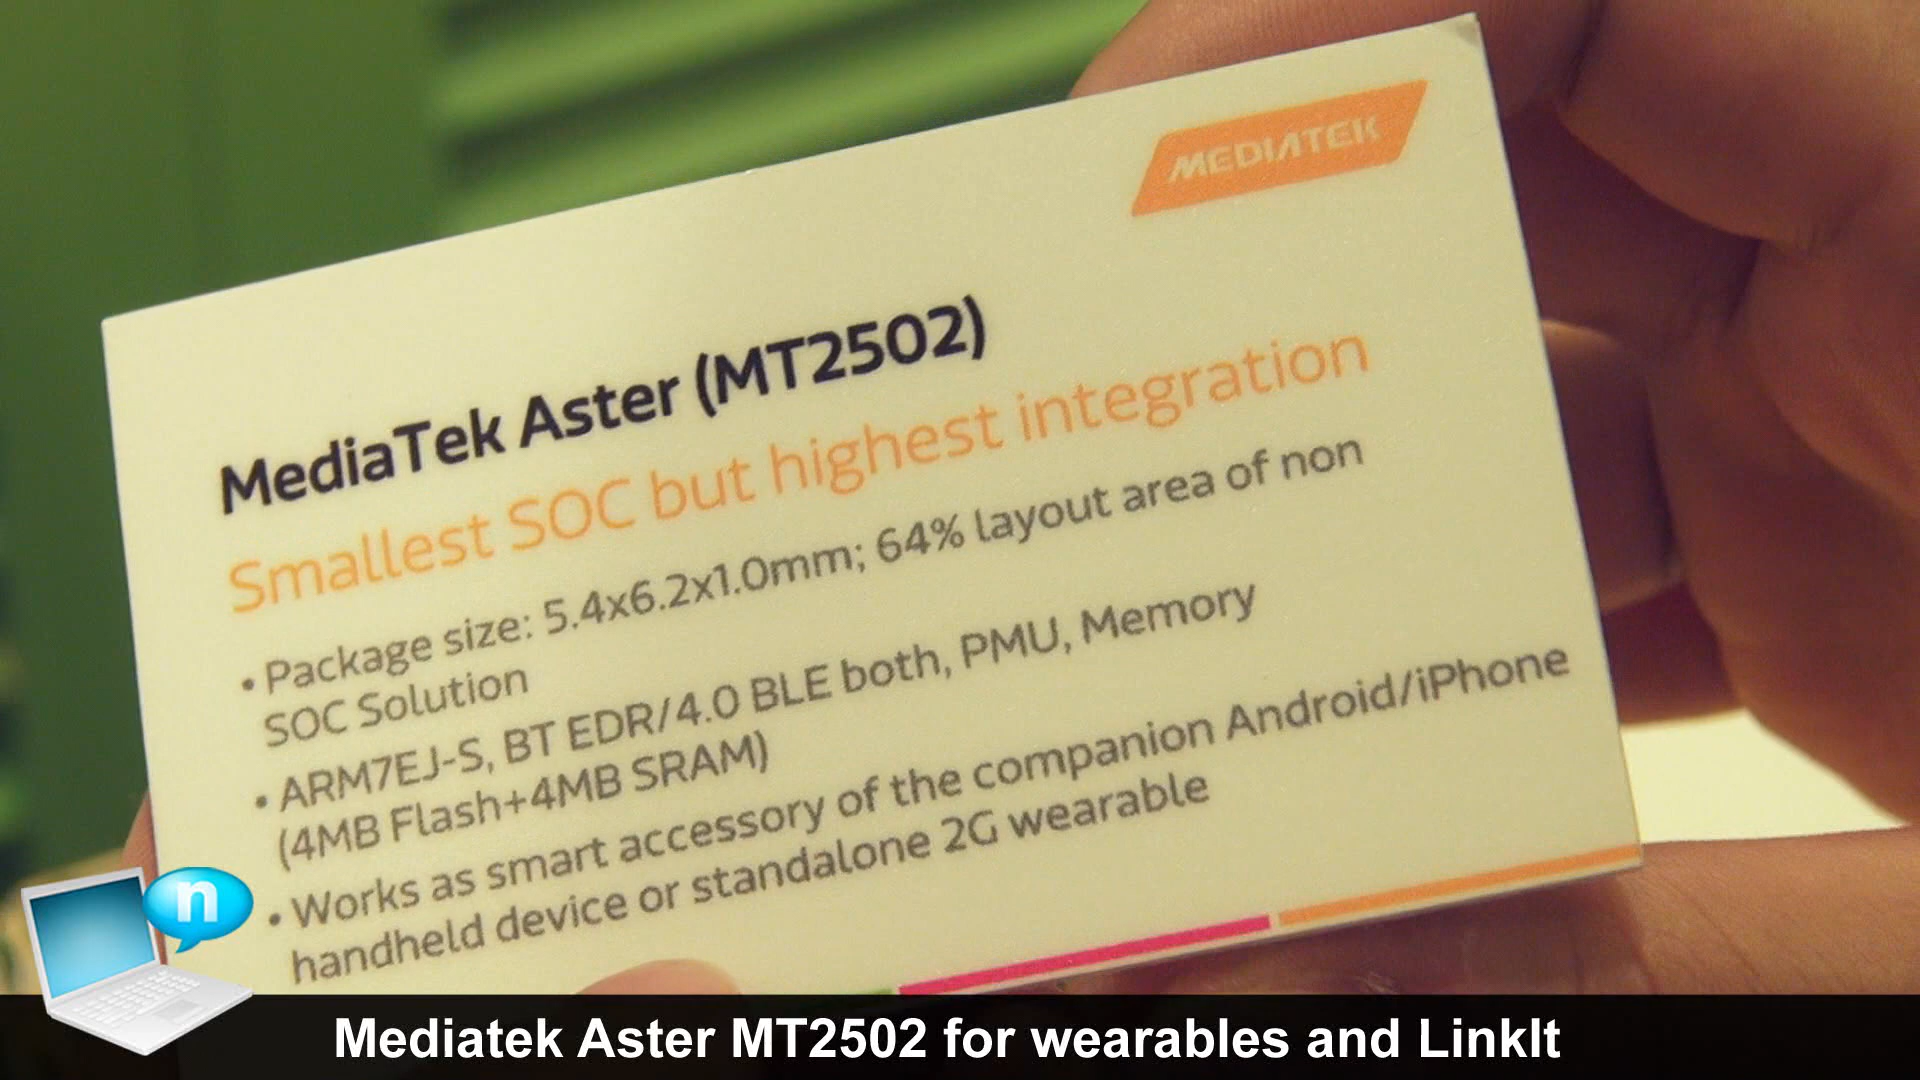 MEDIATEK
MediaTek Aster (MT2502)
Smallest SOC but highest integration
• Package size: 5.4x6.2x1.0mm; 64% layout area of non
SOC Solution
• ARM7EJ-S, BT EDR/4.0 BLE both, PMU, Memory
(4MB Flash+4MB SRAM)
• Works as smart accessory of the companion Android/iPhone
handheld device or standalone 2G wearable
n
Mediatek Aster MT2502 for wearables and LinkIt